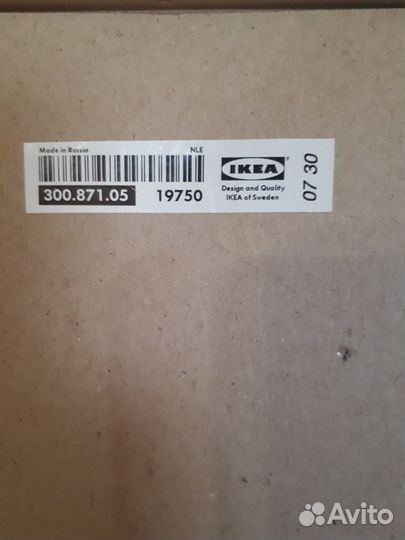 Made in Russia NLE
300.871.05 19750
IKEA
Design and Quality
IKEA of Sweden
07 30
Avito